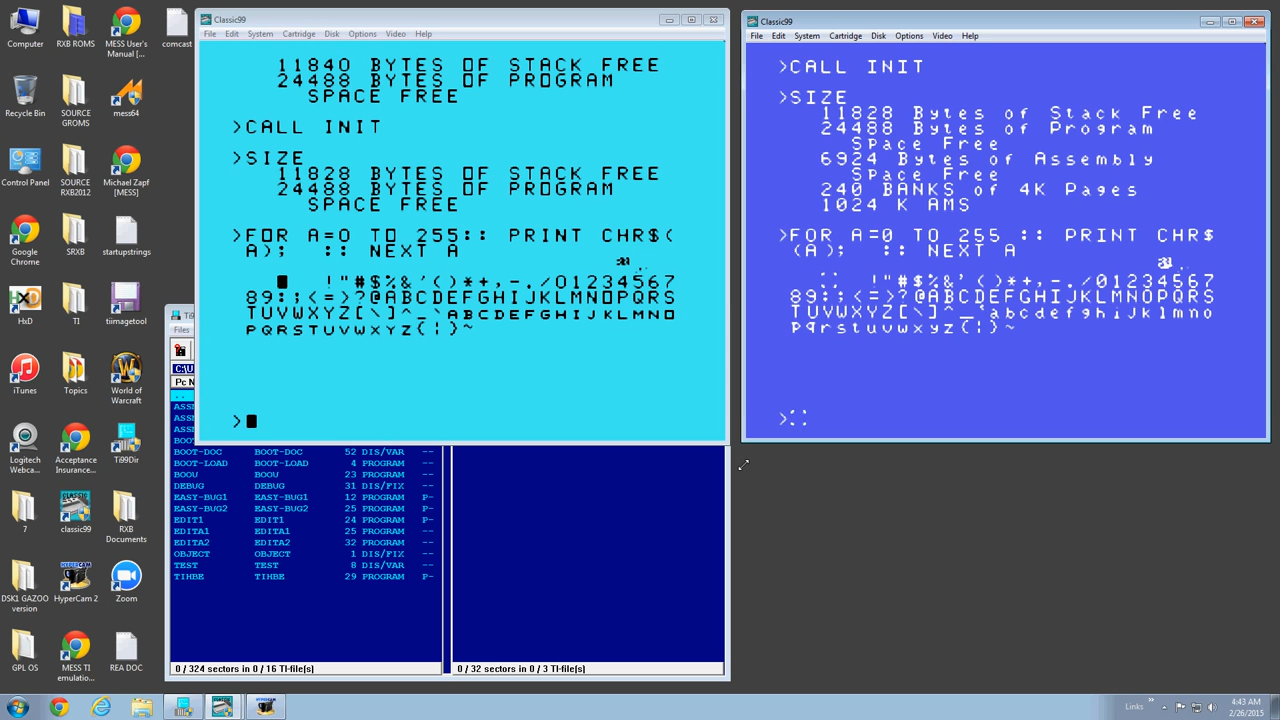 Computer
RXB ROMS
MESS User's
Manual [...
comcast
Recycle Bin
SOURCE
GROMS
mess64
Control Panel
SOURCE
RXB2012
Michael Zapf
[MESS]
Google
Chrome
SRXB
startupstrings
HxD
TI
tiimagetool
iTunes
Topics
World of
Warcraft
Logitech
Webca...
Acceptance
Insurance...
Ti99Dir
7
classic99
RXB
Documents
DSK1 GAZOO
version
HyperCam 2
Zoom
GPL OS
MESS TI
emulatio...
REA DOC
Classic99
File Edit System Cartridge Disk Options Video Help
11840 BYTES OF STACK FREE
24488 BYTES OF PROGRAM
SPACE FREE
>CALL INIT
>SIZE
11828 BYTES OF STACK FREE
24488 BYTES OF PROGRAM
SPACE FREE
>FOR A=0 TO 255:: PRINT CHR$(
A);  :: NEXT A
!"#$%&'()*+,-./01234567
89:;<=>?@ABCDEFGHIJKLMNOPQRS
TUVWXYZ[\]^_`ABCDEFGHIJKLMNO
PQRSTUVWXYZ{¦}~
>
Classic99
File Edit System Cartridge Disk Options Video Help
>CALL INIT
>SIZE
11828 Bytes of Stack Free
24488 Bytes of Program
Space Free
6924 Bytes of Assembly
Space Free
240 BANKS of 4K Pages
1024 K AMS
>FOR A=0 TO 255 :: PRINT CHR$
(A);  :: NEXT A
!"#$%&'()*+,-./01234567
89:;<=>?@ABCDEFGHIJKLMNOPQRS
TUVWXYZ[\]^_`abcdefghijklmno
pqrstuvwxyz{¦}~
>
Files
C:\U
Pc N
..
BOOT-DOC BOOT-DOC 52 DIS/VAR --
BOOT-LOAD BOOT-LOAD 4 PROGRAM --
BOOU BOOU 23 PROGRAM --
DEBUG DEBUG 31 DIS/FIX --
EASY-BUG1 EASY-BUG1 12 PROGRAM P-
EASY-BUG2 EASY-BUG2 25 PROGRAM P-
EDIT1 EDIT1 24 PROGRAM P-
EDITA1 EDITA1 25 PROGRAM --
EDITA2 EDITA2 32 PROGRAM --
OBJECT OBJECT 1 DIS/FIX --
TEST TEST 8 DIS/VAR --
TIHBE TIHBE 29 PROGRAM P-
0 / 324 sectors in 0 / 16 TI-file(s)
0 / 32 sectors in 0 / 3 TI-file(s)
Links
4:43 AM
2/26/2015